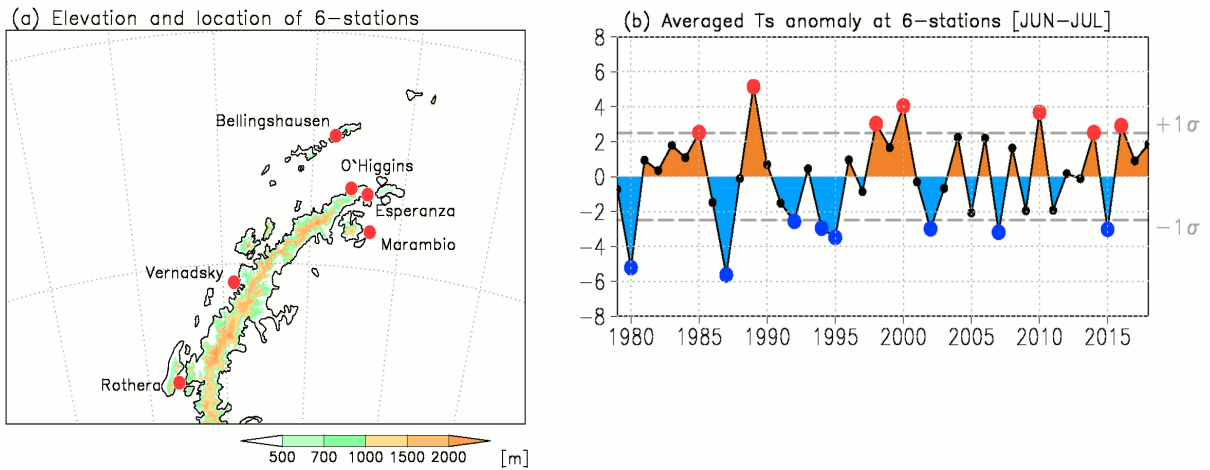 (a) Elevation and location of 6-stations
Bellingshausen
O`Higgins
Esperanza
Marambio
Vernadsky
Rothera
500 700 1000 1500 2000 [m]
(b) Averaged Ts anomaly at 6-stations [JUN-JUL]
8
6
4
2
0
-2
-4
-6
-8
+1σ
-1σ
1980 1985 1990 1995 2000 2005 2010 2015